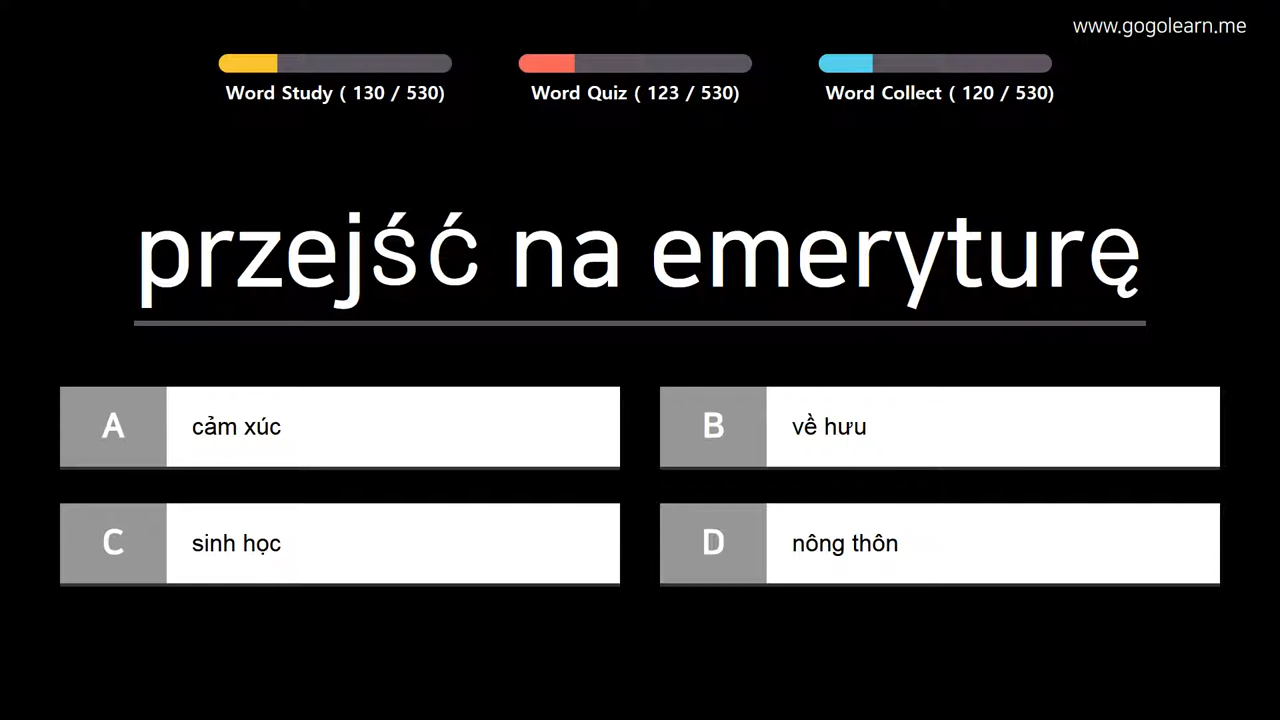 www.gogolearn.me
Word Study ( 130 / 530)
Word Quiz ( 123 / 530)
Word Collect ( 120 / 530)
przejść na emeryturę
A cảm xúc
B về hưu
C sinh học
D nông thôn